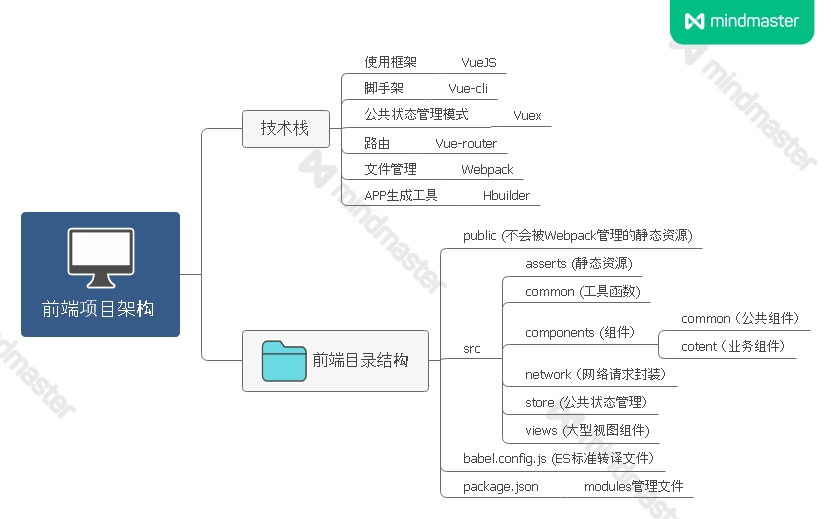 mindmaster
mindmaster
使用框架 VueJS
脚手架 Vue-cli
公共状态管理模式 Vuex
技术栈
路由 Vue-router
文件管理 Webpack
APP生成工具 Hbuilder
mindmaster
public (不会被Webpack管理的静态资源)
asserts (静态资源)
common (工具函数)
前端项目架构
common（公共组件）
components (组件)
src
cotent（业务组件）
前端目录结构
network（网络请求封装）
mindmaster
store (公共状态管理)
views (大型视图组件)
mindmaster
babel.config.js (ES标准转译文件)
package.json modules管理文件